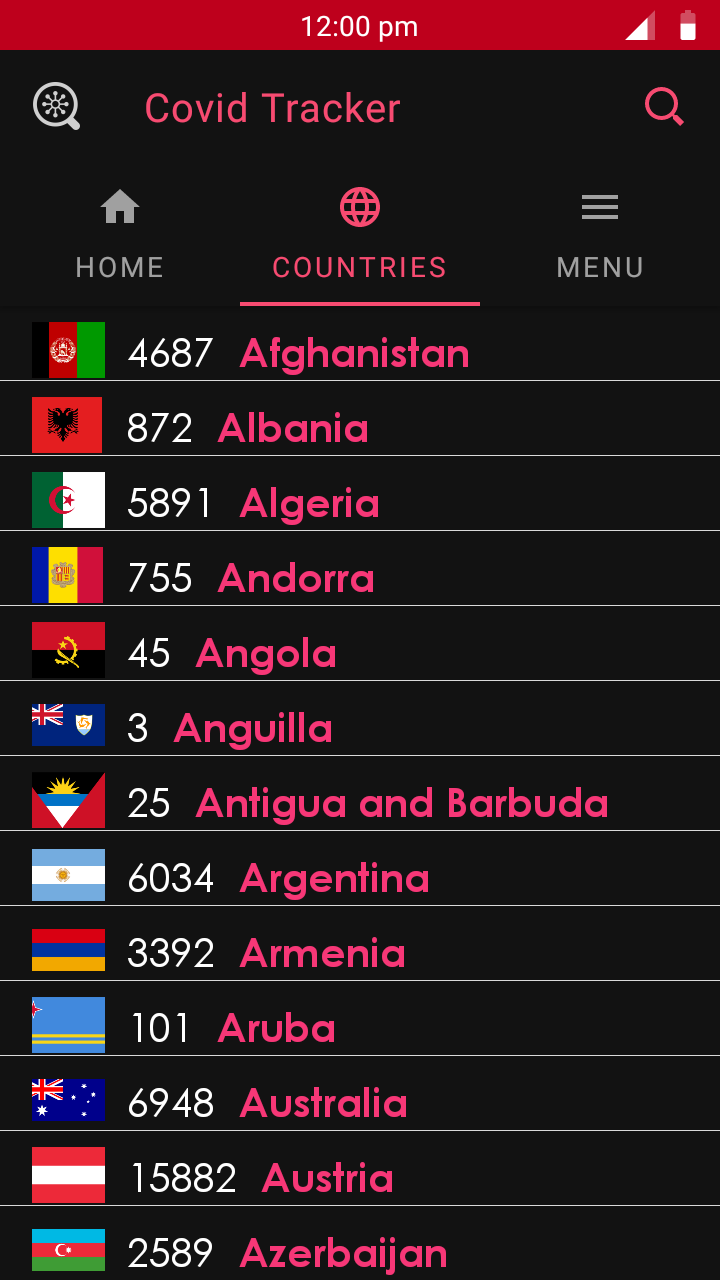 12:00 pm
Covid Tracker
HOME COUNTRIES MENU
4687 Afghanistan
872 Albania
5891 Algeria
755 Andorra
45 Angola
3 Anguilla
25 Antigua and Barbuda
6034 Argentina
3392 Armenia
101 Aruba
6948 Australia
15882 Austria
2589 Azerbaijan